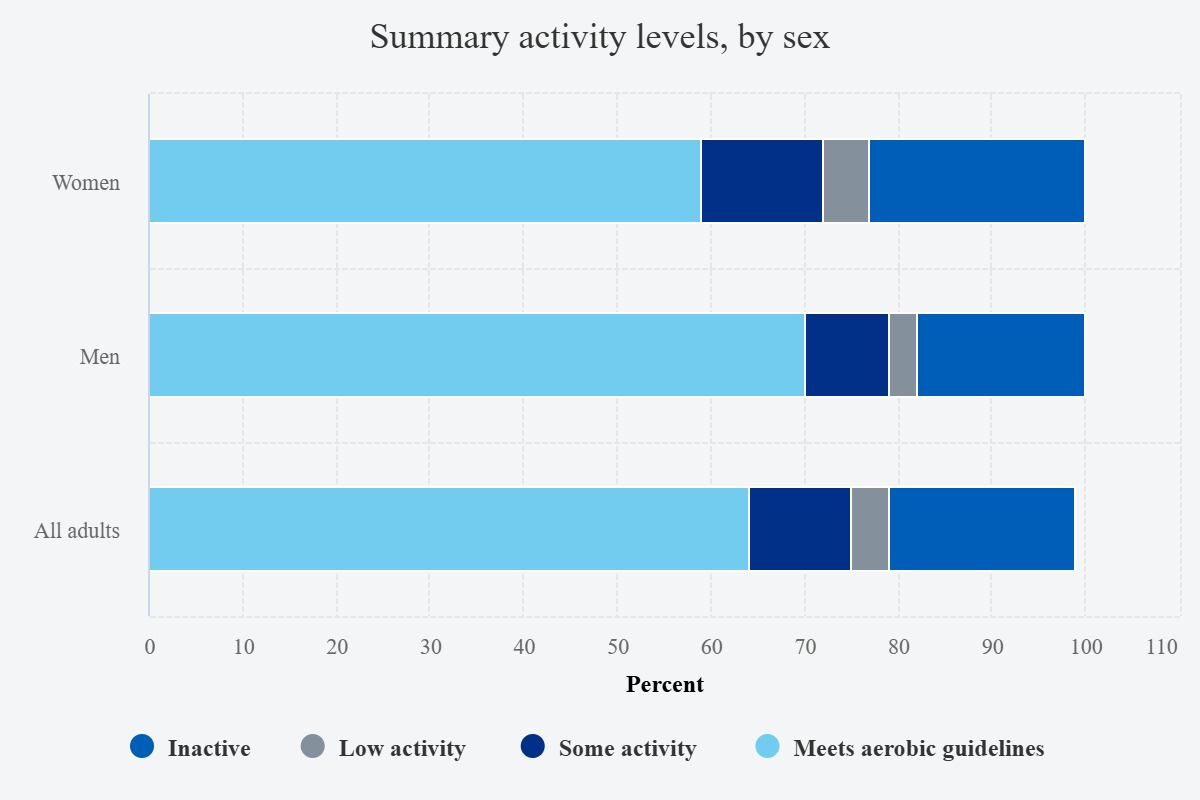 Summary activity levels, by sex
Women
Men
All adults
0 10 20 30 40 50 60 70 80 90 100 110
Percent
Inactive Low activity Some activity Meets aerobic guidelines